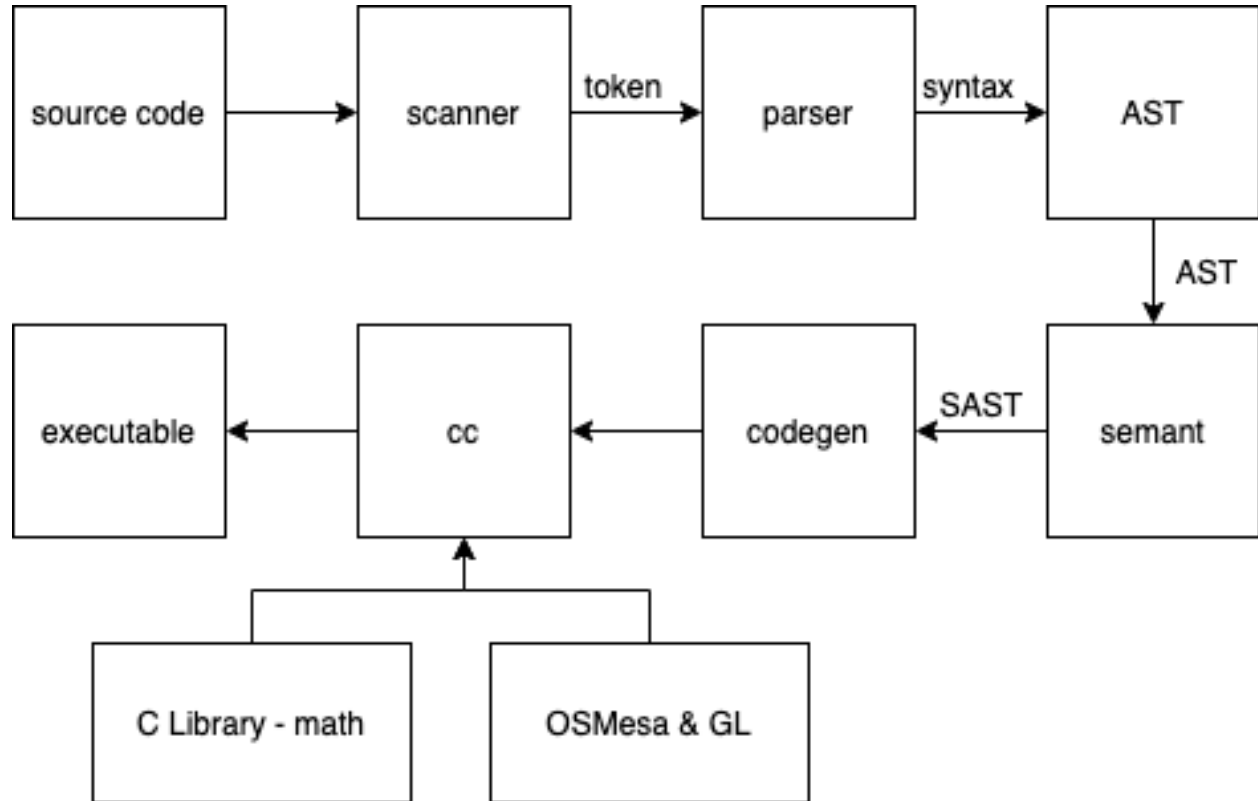 source code
scanner
token
parser
syntax
AST
AST
executable
cc
codegen
SAST
semant
C Library - math
OSMesa & GL